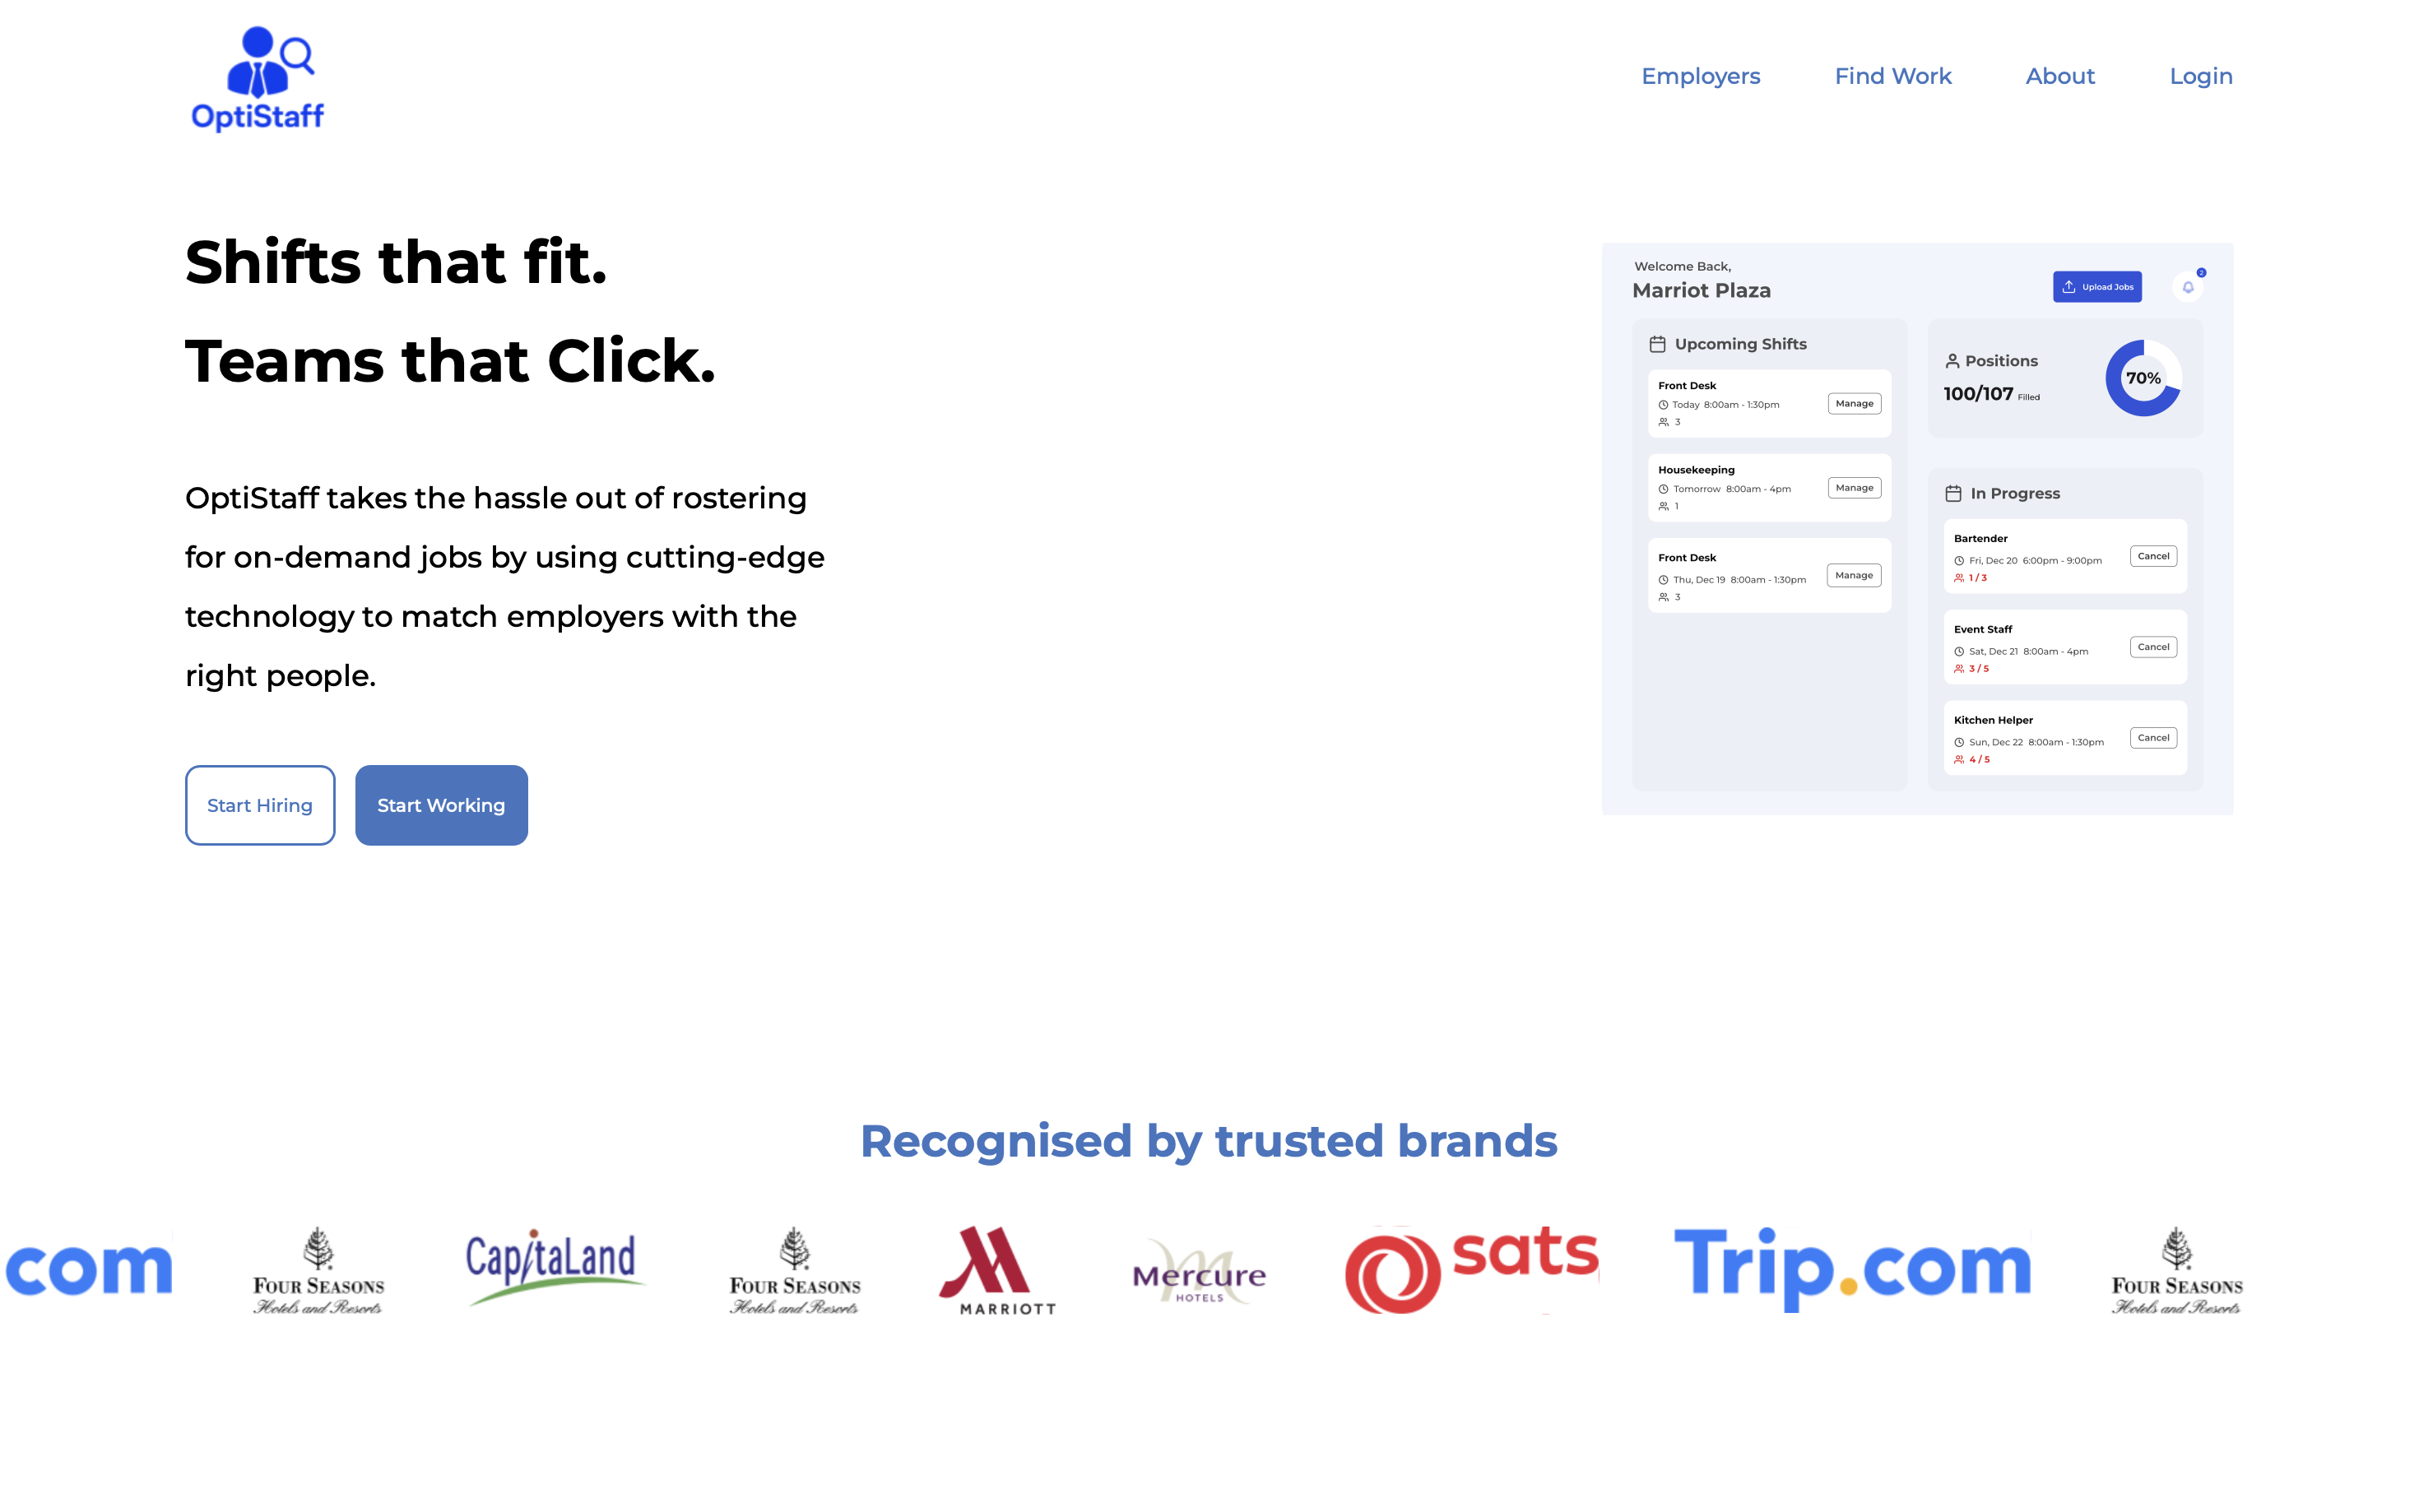 OptiStaff
Employers
Find Work
About
Login
Shifts that fit.
Teams that Click.
OptiStaff takes the hassle out of rostering
for on-demand jobs by using cutting-edge
technology to match employers with the
right people.
Start Hiring
Start Working
Welcome Back,
Marriot Plaza
Upload Jobs
2
Upcoming Shifts
Front Desk
Today 8:00am - 1:30pm
3
Manage
Housekeeping
Tomorrow 8:00am - 4pm
1
Manage
Front Desk
Thu, Dec 19 8:00am - 1:30pm
3
Manage
Positions
100/107 Filled
70%
In Progress
Bartender
Fri, Dec 20 6:00pm - 9:00pm
1 / 3
Cancel
Event Staff
Sat, Dec 21 8:00am - 4pm
3 / 5
Cancel
Kitchen Helper
Sun, Dec 22 8:00am - 1:30pm
4 / 5
Cancel
Recognised by trusted brands
com
FOUR SEASONS
Hotels and Resorts
CapitaLand
FOUR SEASONS
Hotels and Resorts
MARRIOTT
Mercure
HOTELS
sats
Trip.com
FOUR SEASONS
Hotels and Resorts